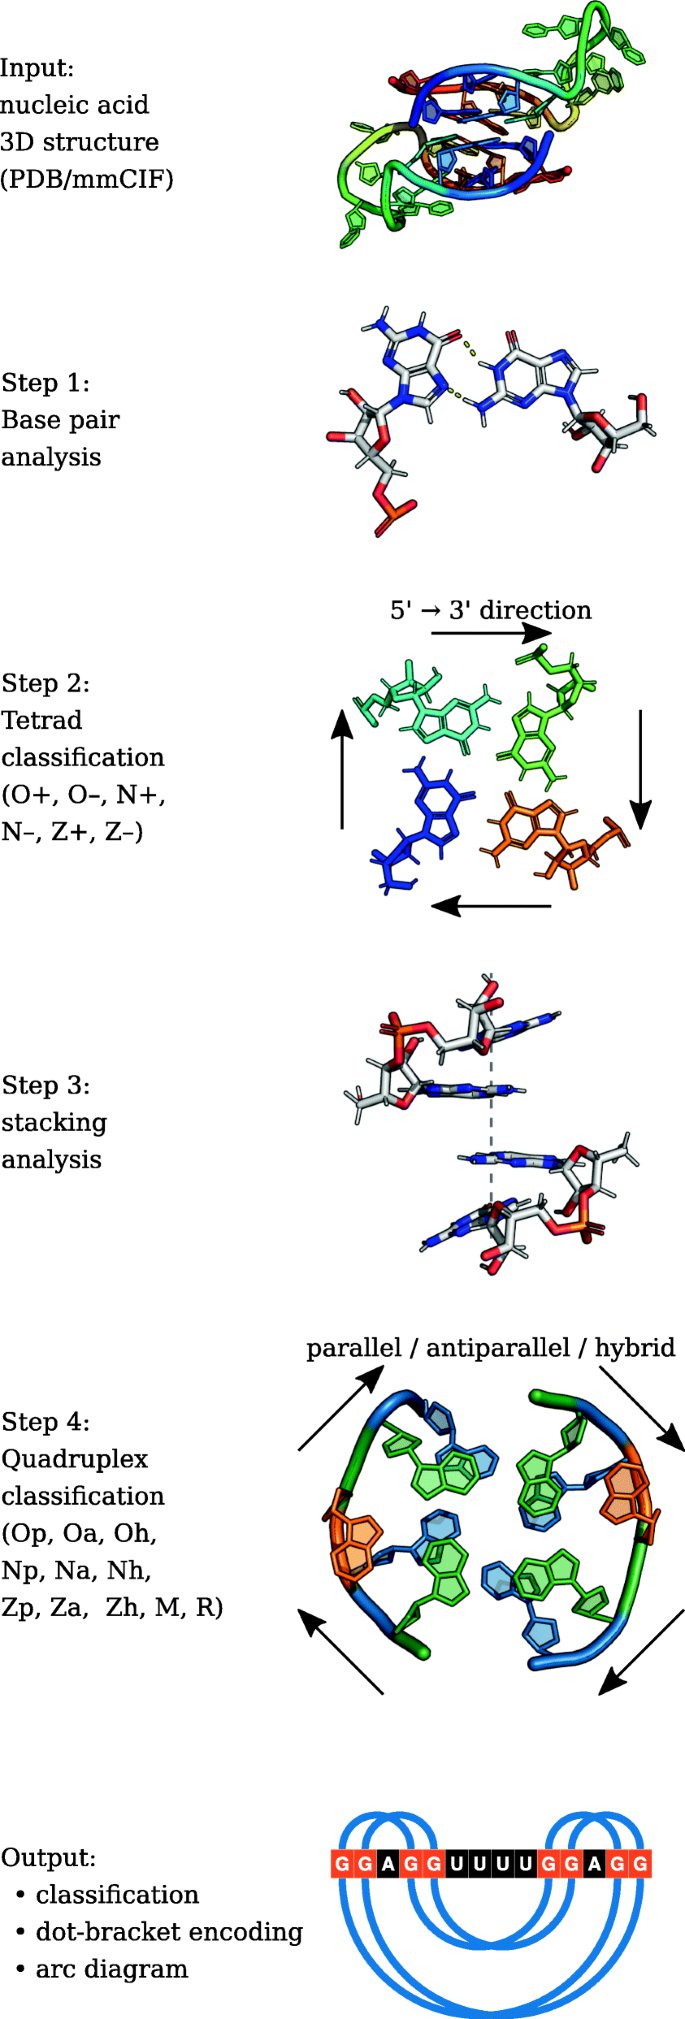 Input:
nucleic acid
3D structure
(PDB/mmCIF)
Step 1:
Base pair
analysis
5' → 3' direction
Step 2:
Tetrad
classification
(O+, O–, N+,
N–, Z+, Z–)
Step 3:
stacking
analysis
parallel / antiparallel / hybrid
Step 4:
Quadruplex
classification
(Op, Oa, Oh,
Np, Na, Nh,
Zp, Za, Zh, M, R)
GGAGGUUUUGGAGG
Output:
• classification
• dot-bracket encoding
• arc diagram